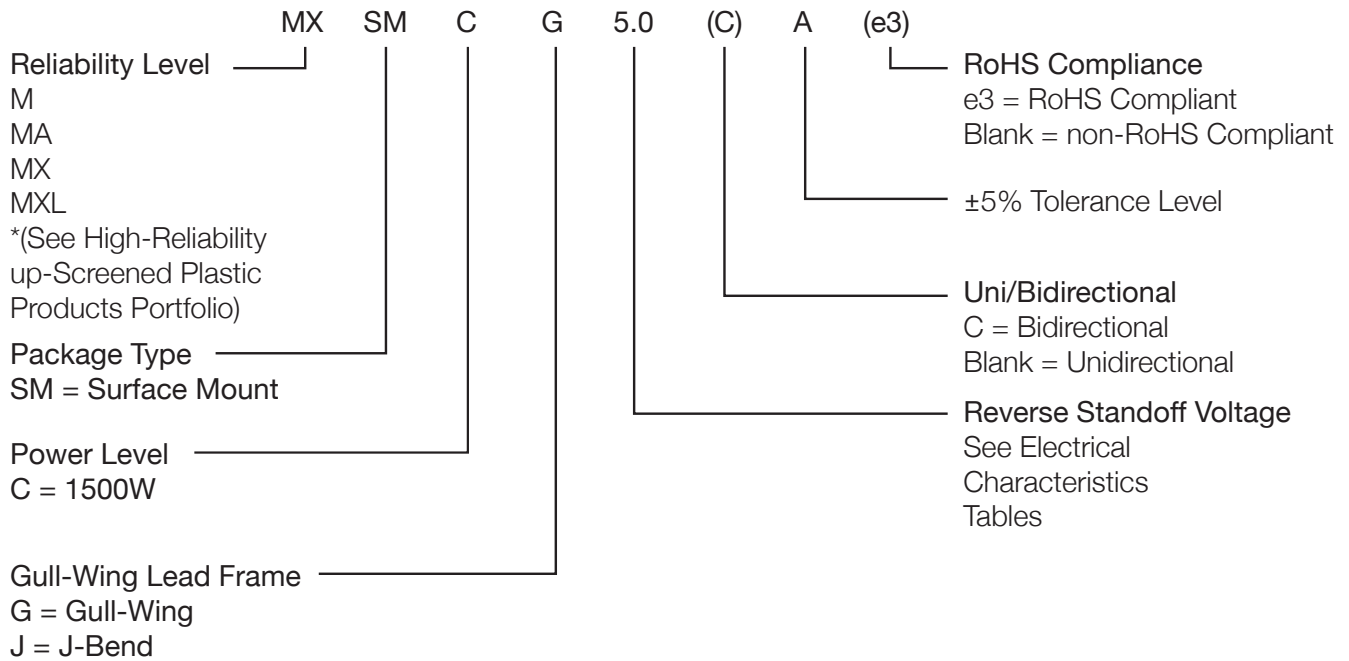 MX SM C G 5.0 (C) A (e3)
Reliability Level
M
MA
MX
MXL
*(See High-Reliability
up-Screened Plastic
Products Portfolio)
Package Type
SM = Surface Mount
Power Level
C = 1500W
Gull-Wing Lead Frame
G = Gull-Wing
J = J-Bend
RoHS Compliance
e3 = RoHS Compliant
Blank = non-RoHS Compliant
±5% Tolerance Level
Uni/Bidirectional
C = Bidirectional
Blank = Unidirectional
Reverse Standoff Voltage
See Electrical
Characteristics
Tables